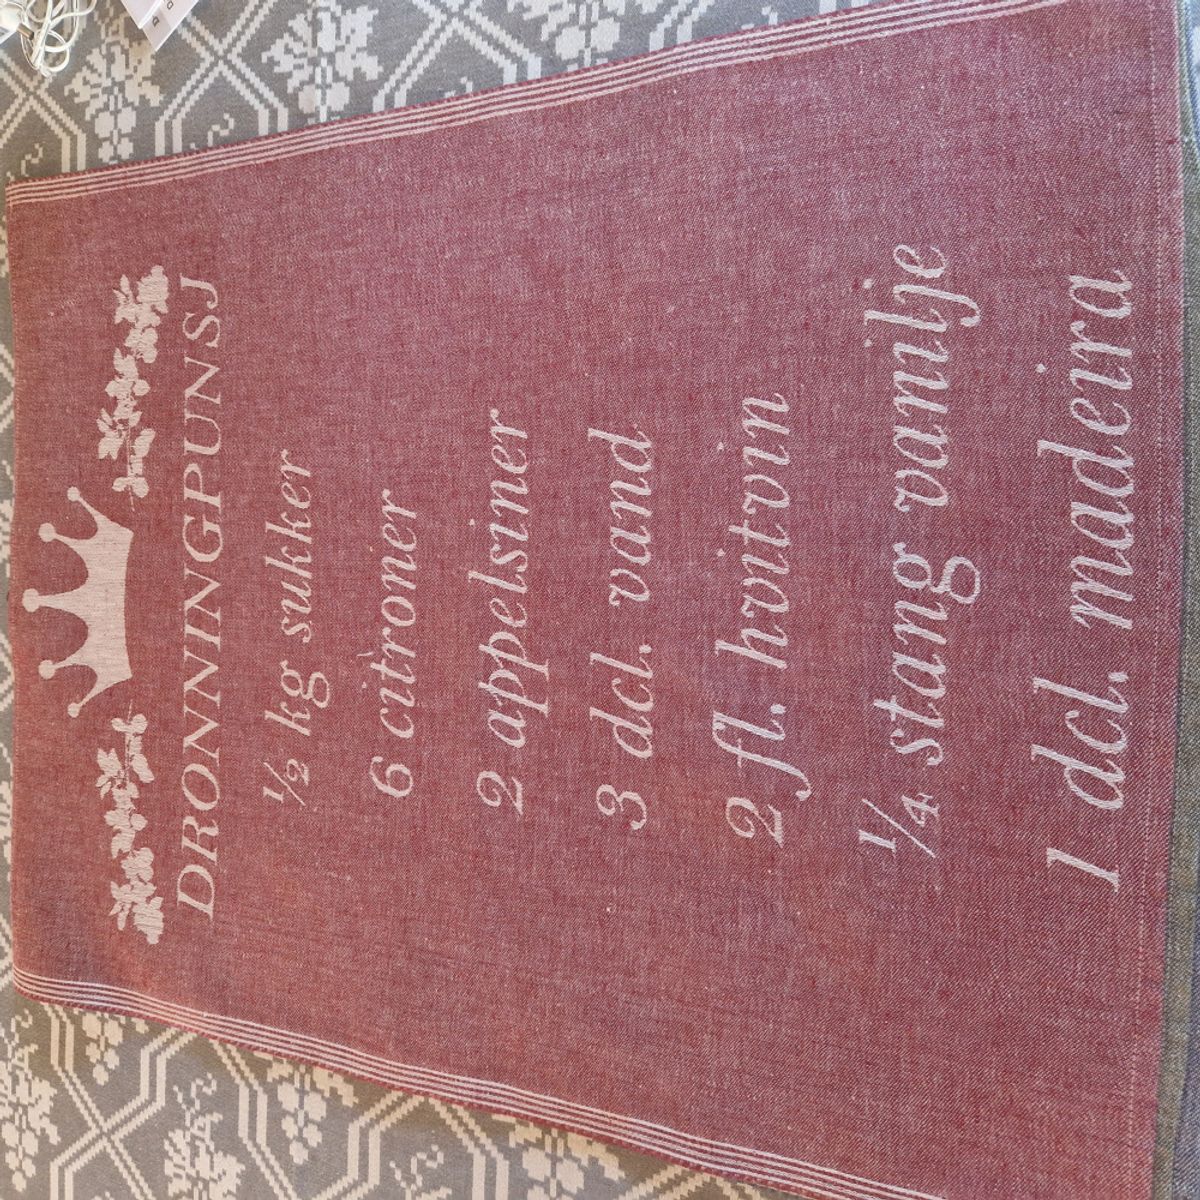 DRONNINGPUNSJ
½ kg sukker
6 citroner
2 appelsiner
3 dcl. vand
2 fl. hvitvin
¼ stang vanilje
1 dcl. madeira